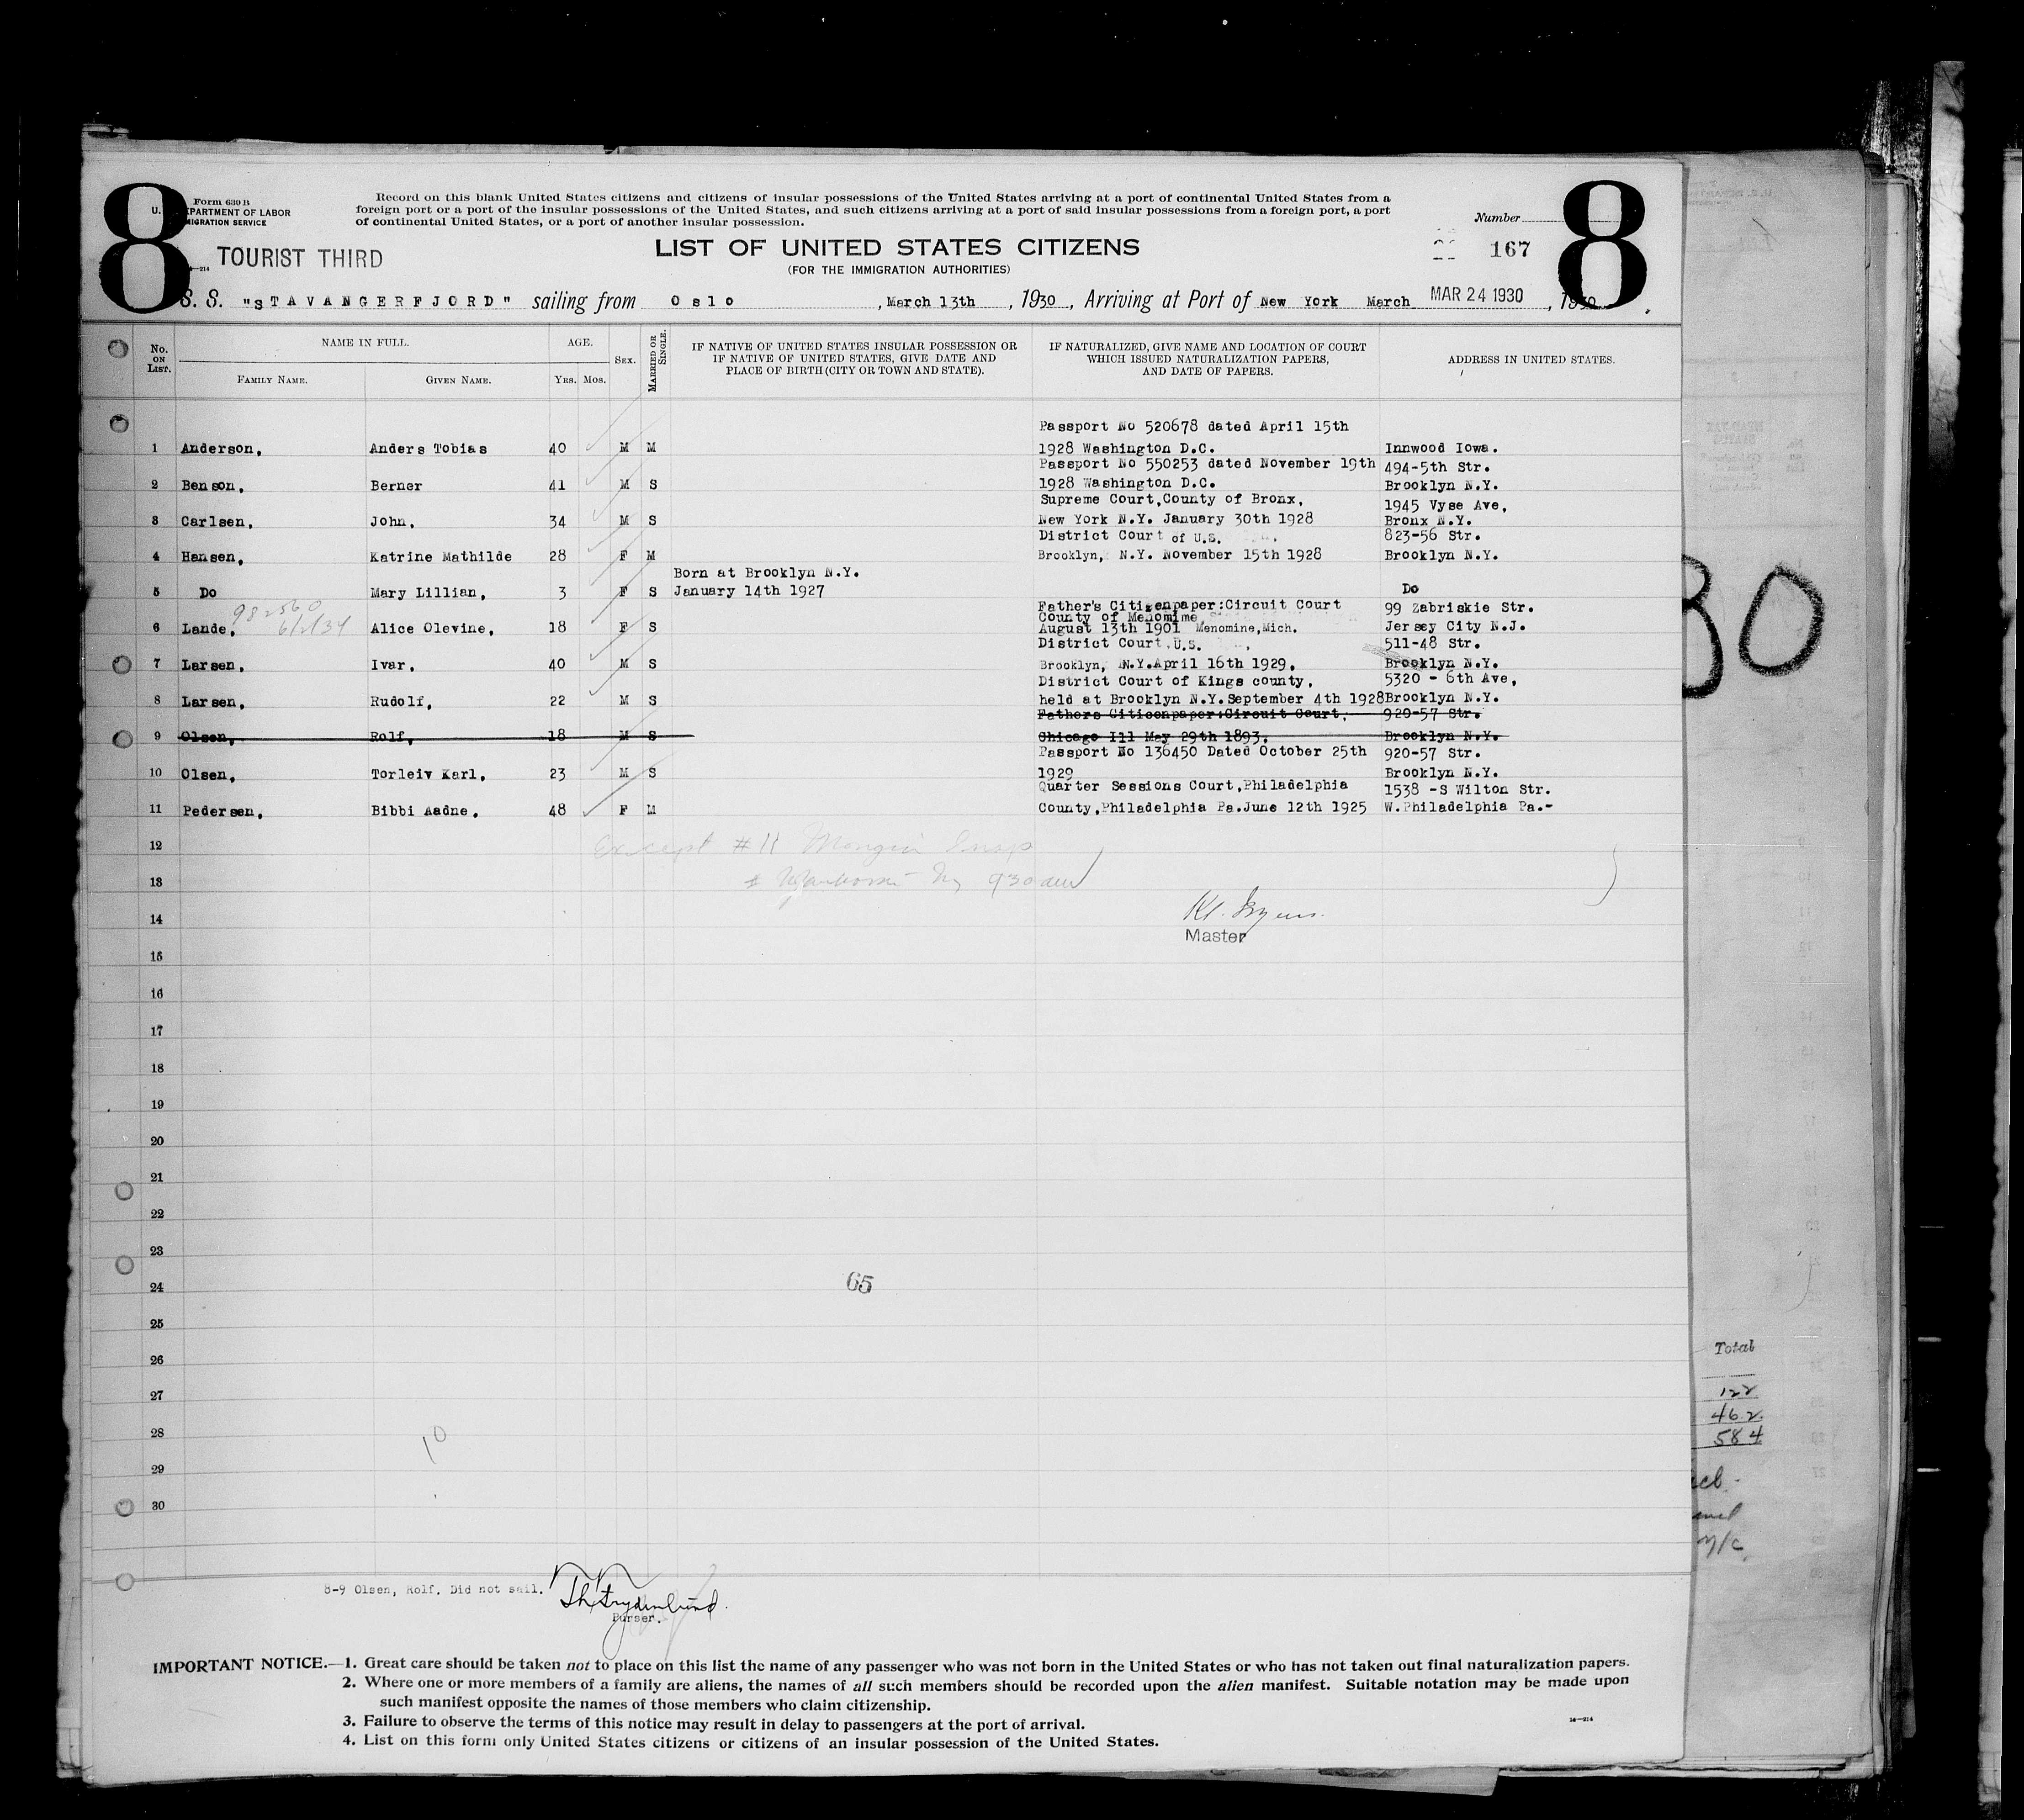 8
Form 630 B
U. DEPARTMENT OF LABOR
IMMIGRATION SERVICE
Record on this blank United States citizens and citizens of insular possessions of the United States arriving at a port of continental United States from a
foreign port or a port of the insular possessions of the United States, and such citizens arriving at a port of said insular possessions from a foreign port, a port
of continental United States, or a port of another insular possession.
Number
8
TOURIST THIRD
LIST OF UNITED STATES CITIZENS
167
(FOR THE IMMIGRATION AUTHORITIES)
S. S. "STAVANGERFJORD" sailing from Oslo, March 13th, 1930, Arriving at Port of New York March MAR 24 1930, 1930
No. ON LIST. NAME IN FULL. AGE. SEX. MARRIED OR SINGLE. IF NATIVE OF UNITED STATES INSULAR POSSESSION OR IF NATIVE OF UNITED STATES, GIVE DATE AND PLACE OF BIRTH (CITY OR TOWN AND STATE). IF NATURALIZED, GIVE NAME AND LOCATION OF COURT WHICH ISSUED NATURALIZATION PAPERS, AND DATE OF PAPERS. ADDRESS IN UNITED STATES.
FAMILY NAME. GIVEN NAME. YRS. MOS.
Passport No 520678 dated April 15th
1 Anderson, Anders Tobias 40 M M 1928 Washington D.C. Innwood Iowa.
Passport No 550253 dated November 19th 494-5th Str.
2 Benson, Berner 41 M S 1928 Washington D.C. Brooklyn N.Y.
Supreme Court,County of Bronx, 1945 Vyse Ave,
3 Carlsen, John, 34 M S New York N.Y. January 30th 1928 Bronx N.Y.
District Court of U.S. 823-56 Str.
4 Hansen, Katrine Mathilde 28 F M Brooklyn, N.Y. November 15th 1928 Brooklyn N.Y.
Born at Brooklyn N.Y.
5 Do Mary Lillian, 3 F S January 14th 1927 Do
982560
6/2/34
Father's Citizenpaper:Circuit Court 99 Zabriskie Str.
County of Menomime
6 Lande, Alice Olevine, 18 F S August 13th 1901 Menomine,Mich. Jersey City N.J.
District Court,U.S. 511-48 Str.
7 Larsen, Ivar, 40 M S Brooklyn, N.Y.April 16th 1929, Brooklyn N.Y.
District Court of Kings county, 5320 - 6th Ave,
8 Larsen, Rudolf, 22 M S held at Brooklyn N.Y.September 4th 1928 Brooklyn N.Y.
Fathers Citicenpaper:Circuit Court, 920-57 Str.
9 Olsen, Rolf, 18 M S Chicago Ill May 29th 1893. Brooklyn N.Y.
Passport No 136450 Dated October 25th 920-57 Str.
10 Olsen, Torleiv Karl, 23 M S 1929 Brooklyn N.Y.
Quarter Sessions Court,Philadelphia 1538 -S Wilton Str.
11 Pedersen, Bibbi Aadne, 48 F M County,Philadelphia Pa.June 12th 1925 W.Philadelphia Pa.-
12
Except #11
13
14
Master
15
16
17
18
19
20
21
22
23
24
65
25
26
27
28
10
29
30
8-9 Olsen, Rolf. Did not sail.
Purser.
IMPORTANT NOTICE.—1. Great care should be taken not to place on this list the name of any passenger who was not born in the United States or who has not taken out final naturalization papers.
2. Where one or more members of a family are aliens, the names of all such members should be recorded upon the alien manifest. Suitable notation may be made upon
such manifest opposite the names of those members who claim citizenship.
3. Failure to observe the terms of this notice may result in delay to passengers at the port of arrival.
14—214
4. List on this form only United States citizens or citizens of an insular possession of the United States.
30
Total
122
462
584